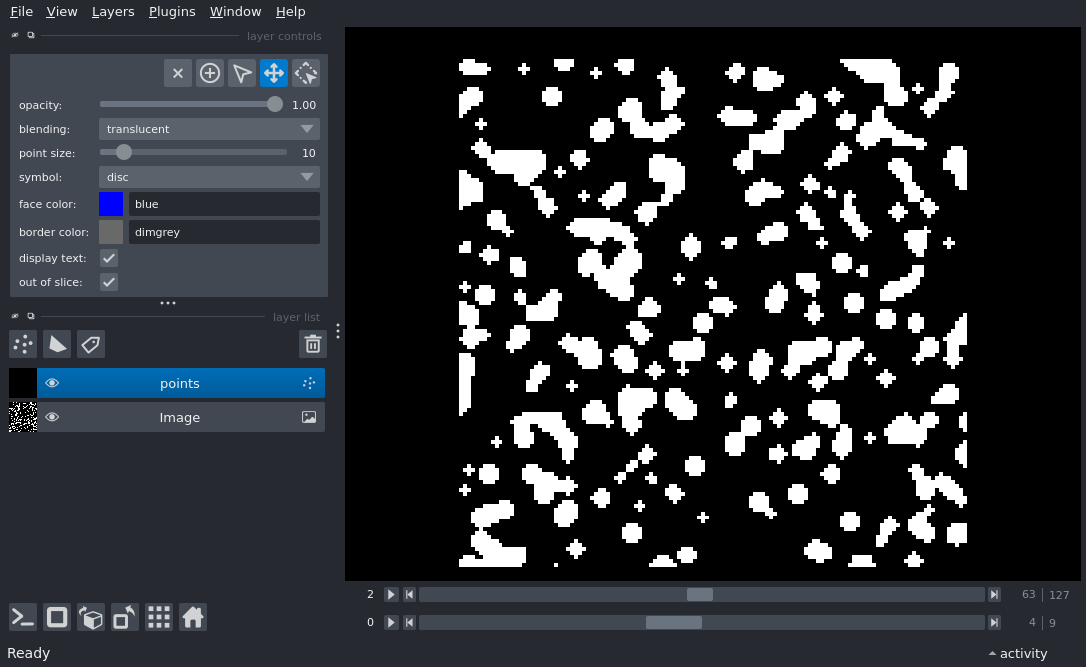 File View Layers Plugins Window Help
layer controls
opacity: 1.00
blending: translucent
point size: 10
symbol: disc
face color: blue
border color: dimgrey
display text:
out of slice:
layer list
points
Image
2 63 127
0 4 9
Ready activity